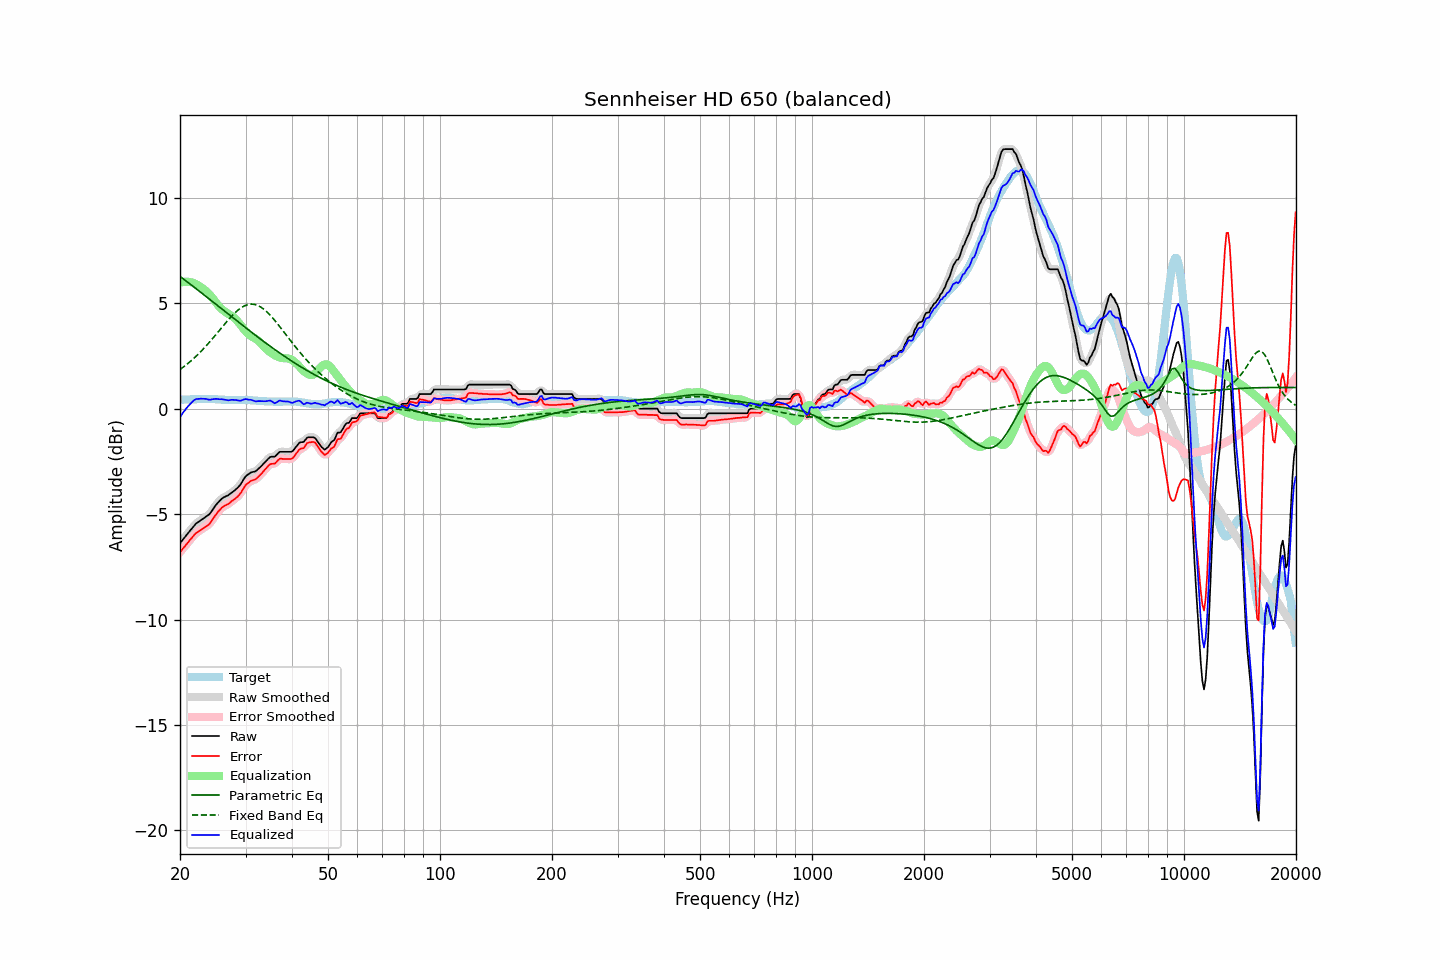 Sennheiser HD 650 (balanced)
Amplitude (dBr)
10
5
0
−5
−10
−15
−20
Target
Raw Smoothed
Error Smoothed
Raw
Error
Equalization
Parametric Eq
Fixed Band Eq
Equalized
20 50 100 200 500 1000 2000 5000 10000 20000
Frequency (Hz)